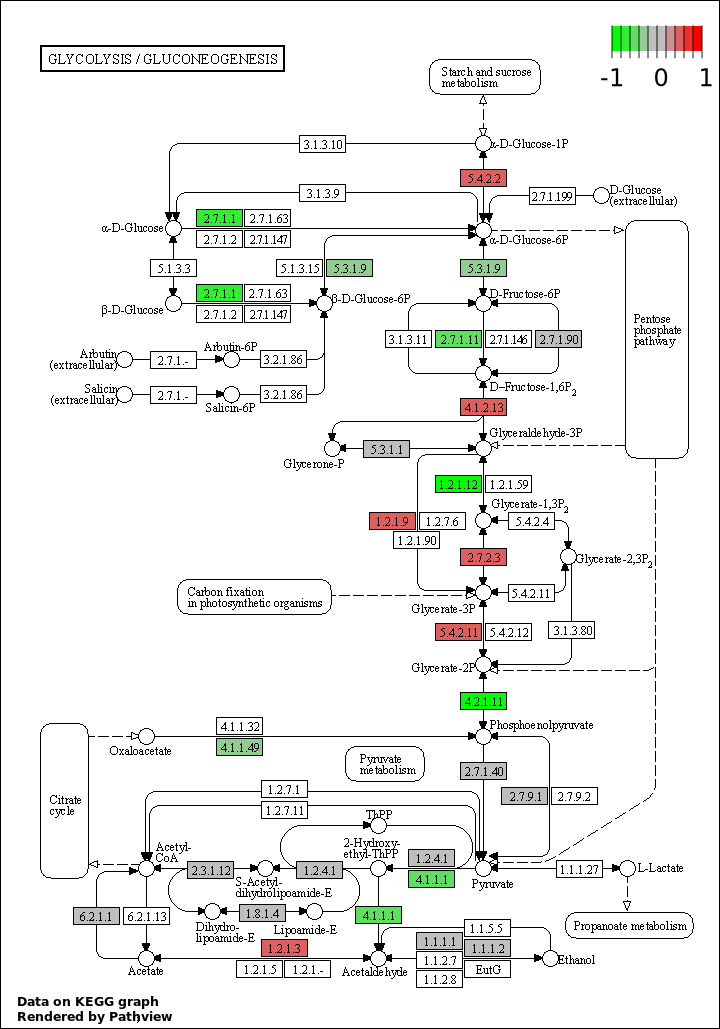 GLYCOLYSIS / GLUCONEOGENESIS
-1 0 1
Starch and sucrose
metabolism
3.1.3.10
α-D-Glucose-1P
5.4.2.2
3.1.3.9
2.7.1.199
D-Glucose
(extracellular)
2.7.1.1
2.7.1.63
α-D-Glucose
2.7.1.2
2.7.1.147
α-D-Glucose-6P
5.1.3.3
5.1.3.15
5.3.1.9
5.3.1.9
2.7.1.1
2.7.1.63
β-D-Glucose
2.7.1.2
2.7.1.147
β-D-Glucose-6P
D-Fructose-6P
Pentose
phosphate
pathway
3.1.3.11
2.7.1.11
2.7.1.146
2.7.1.90
Arbutin
(extracellular)
2.7.1.-
Arbutin-6P
3.2.1.86
Salicin
(extracellular)
2.7.1.-
Salicin-6P
3.2.1.86
D-Fructose-1,6P2
4.1.2.13
Glyceraldehyde-3P
5.3.1.1
Glycerone-P
1.2.1.12
1.2.1.59
Glycerate-1,3P2
1.2.1.9
1.2.7.6
5.4.2.4
1.2.1.90
2.7.2.3
Glycerate-2,3P2
Carbon fixation
in photosynthetic organisms
5.4.2.11
Glycerate-3P
5.4.2.11
5.4.2.12
3.1.3.80
Glycerate-2P
4.2.1.11
4.1.1.32
Phosphoenolpyruvate
Oxaloacetate
4.1.1.49
Pyruvate
metabolism
2.7.1.40
Citrate
cycle
1.2.7.1
2.7.9.1
2.7.9.2
1.2.7.11
ThPP
Acetyl-
CoA
2-Hydroxy-
ethyl-ThPP
2.3.1.12
1.2.4.1
1.2.4.1
4.1.1.1
1.1.1.27
L-Lactate
S-Acetyl-
dihydrolipoamide-E
Pyruvate
6.2.1.1
6.2.1.13
1.8.1.4
4.1.1.1
Dihydro-
lipoamide-E
Lipoamide-E
Propanoate metabolism
1.1.5.5
1.2.1.3
1.1.1.1
1.1.1.2
Acetate
1.2.1.5
1.2.1.-
Acetaldehyde
1.1.2.7
EutG
Ethanol
1.1.2.8
Data on KEGG graph
Rendered by Pathview